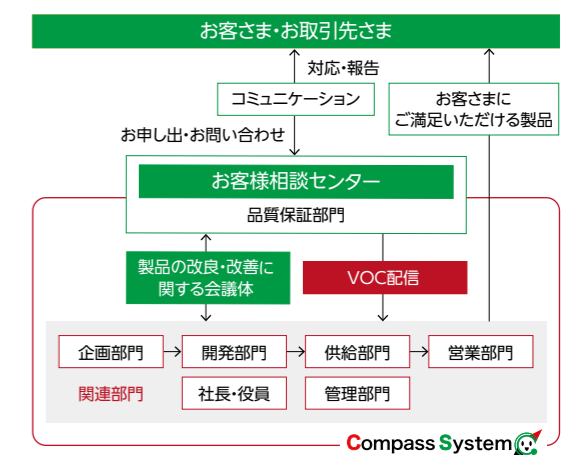 お客さま・お取引先さま
対応・報告
コミュニケーション
お申し出・お問い合わせ
お客さまに
ご満足いただける製品
お客様相談センター
品質保証部門
製品の改良・改善に
関する会議体
VOC配信
企画部門
開発部門
供給部門
営業部門
関連部門
社長・役員
管理部門
Compass System